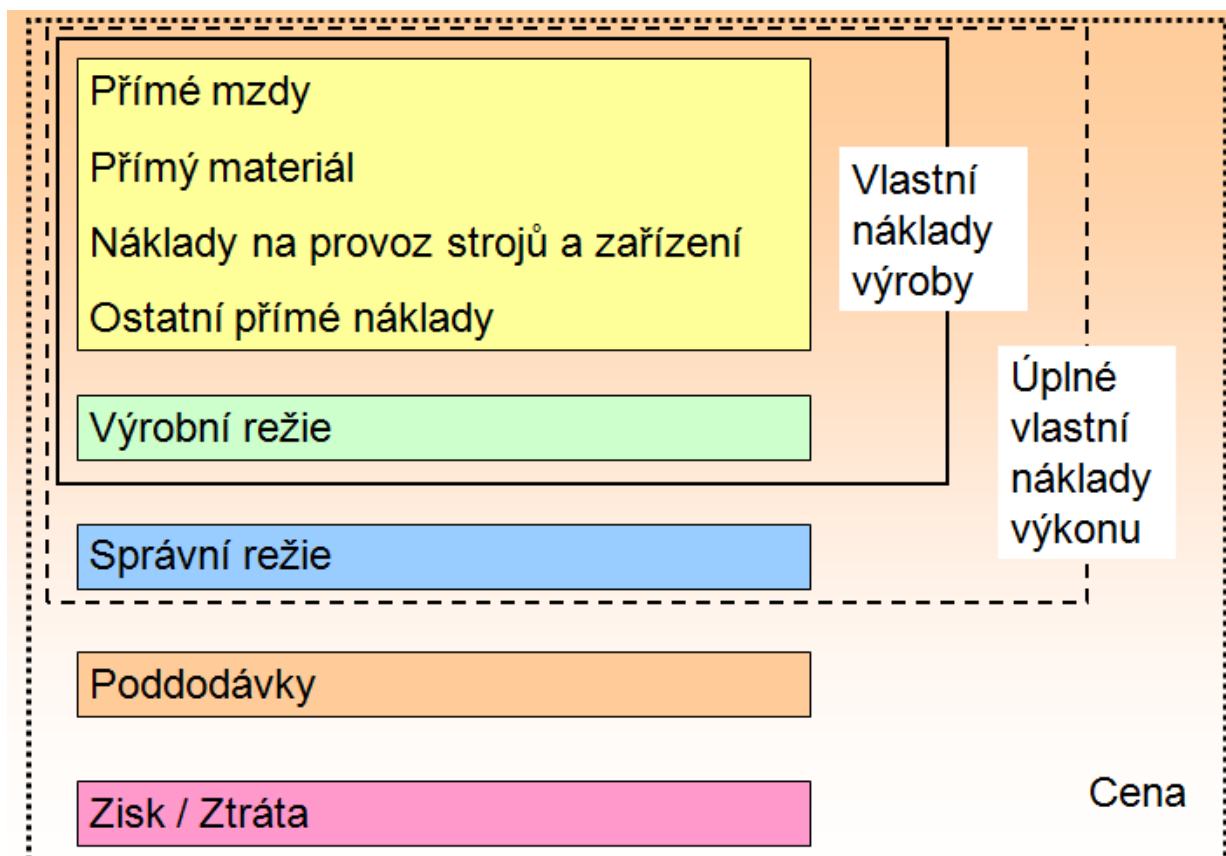 Přímé mzdy
Přímý materiál
Náklady na provoz strojů a zařízení
Ostatní přímé náklady
Vlastní
náklady
výroby
Výrobní režie
Úplné
vlastní
náklady
výkonu
Správní režie
Poddodávky
Zisk / Ztráta
Cena